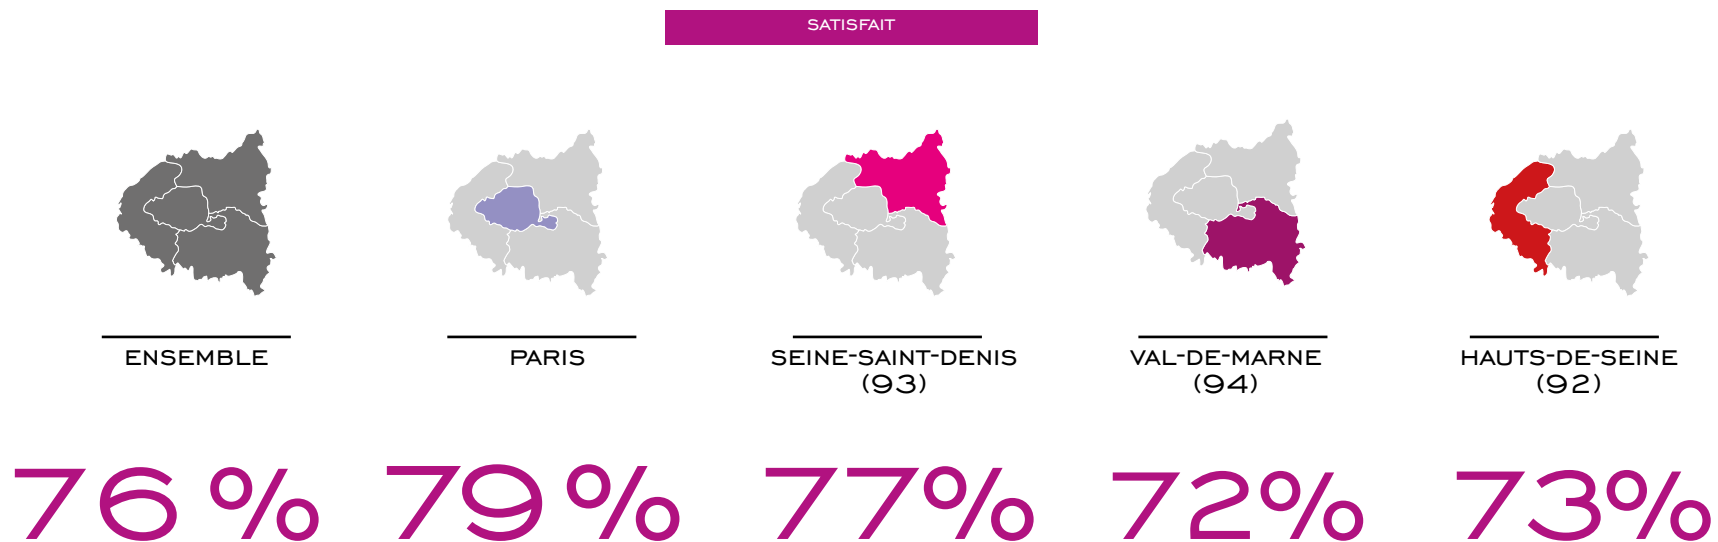 SATISFAIT
ENSEMBLE
PARIS
SEINE-SAINT-DENIS
(93)
VAL-DE-MARNE
(94)
HAUTS-DE-SEINE
(92)
76%
79%
77%
72%
73%